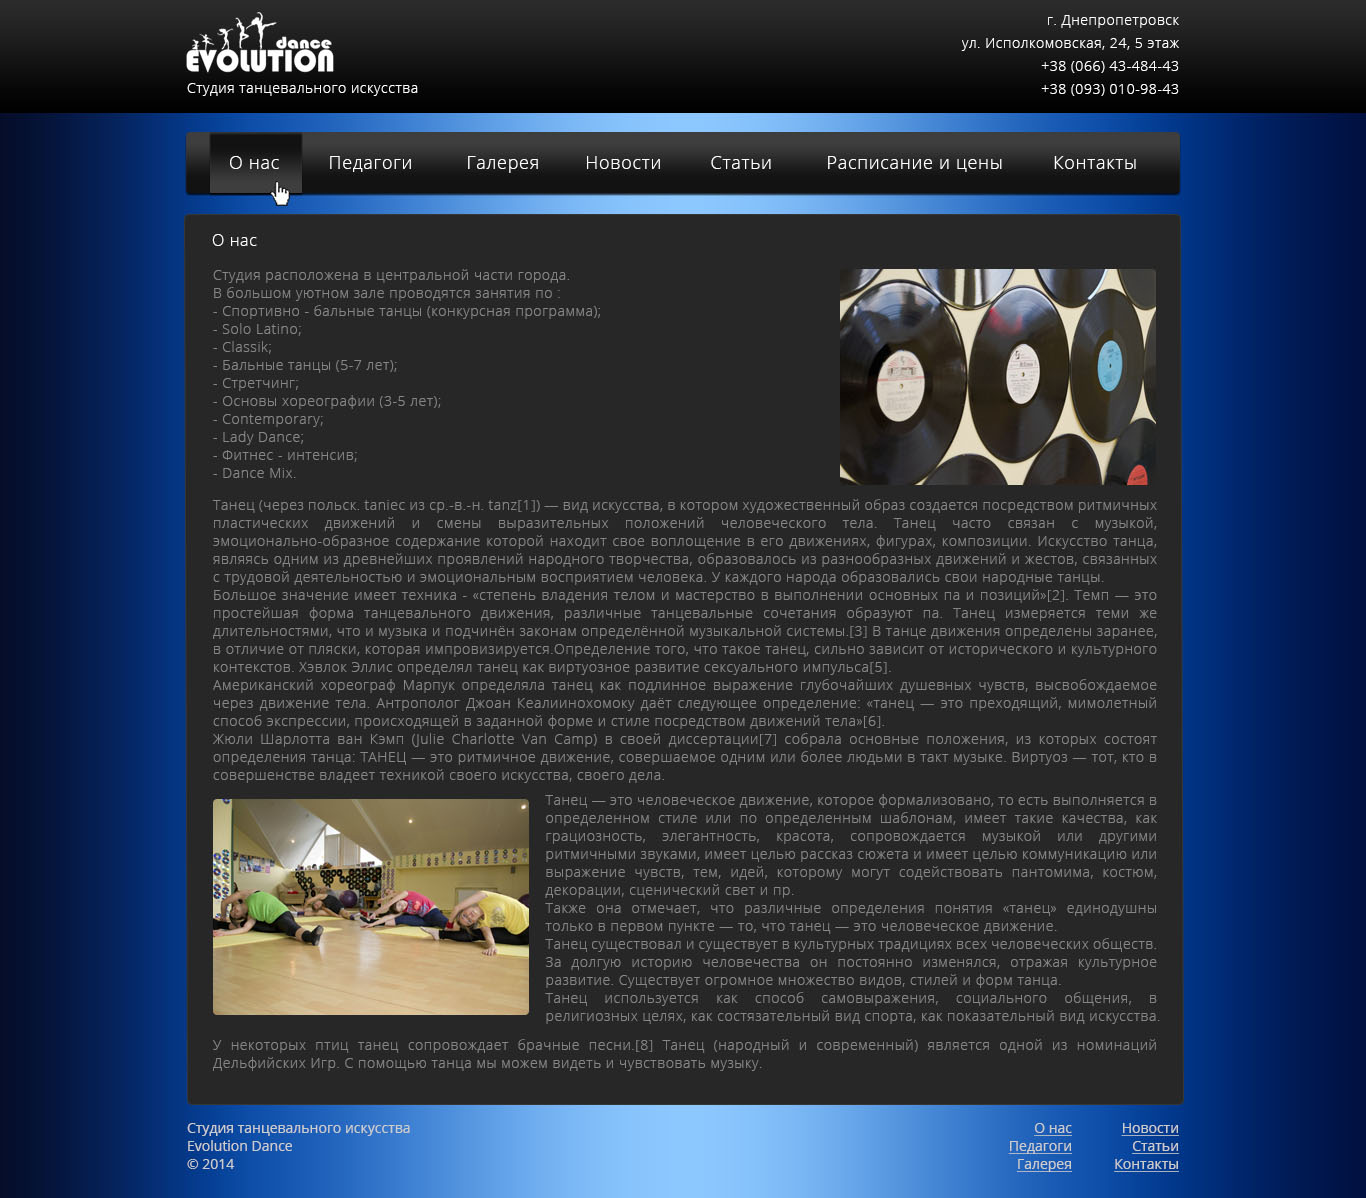 dance
EVOLUTION
Студия танцевального искусства
г. Днепропетровск
ул. Исполкомовская, 24, 5 этаж
+38 (066) 43-484-43
+38 (093) 010-98-43
О нас Педагоги Галерея Новости Статьи Расписание и цены Контакты
О нас
Студия расположена в центральной части города.
В большом уютном зале проводятся занятия по :
- Спортивно - бальные танцы (конкурсная программа);
- Solo Latino;
- Classik;
- Бальные танцы (5-7 лет);
- Стретчинг;
- Основы хореографии (3-5 лет);
- Contemporary;
- Lady Dance;
- Фитнес - интенсив;
- Dance Mix.
Танец (через польск. taniec из ср.-в.-н. tanz[1]) — вид искусства, в котором художественный образ создается посредством ритмичных
пластических движений и смены выразительных положений человеческого тела. Танец часто связан с музыкой,
эмоционально-образное содержание которой находит свое воплощение в его движениях, фигурах, композиции. Искусство танца,
являясь одним из древнейших проявлений народного творчества, образовалось из разнообразных движений и жестов, связанных
с трудовой деятельностью и эмоциональным восприятием человека. У каждого народа образовались свои народные танцы.
Большое значение имеет техника - «степень владения телом и мастерство в выполнении основных па и позиций»[2]. Темп — это
простейшая форма танцевального движения, различные танцевальные сочетания образуют па. Танец измеряется теми же
длительностями, что и музыка и подчинён законам определённой музыкальной системы.[3] В танце движения определены заранее,
в отличие от пляски, которая импровизируется.Определение того, что такое танец, сильно зависит от исторического и культурного
контекстов. Хэвлок Эллис определял танец как виртуозное развитие сексуального импульса[5].
Американский хореограф Марпук определяла танец как подлинное выражение глубочайших душевных чувств, высвобождаемое
через движение тела. Антрополог Джоан Кеалиинохомоку даёт следующее определение: «танец — это преходящий, мимолетный
способ экспрессии, происходящей в заданной форме и стиле посредством движений тела»[6].
Жюли Шарлотта ван Кэмп (Julie Charlotte Van Camp) в своей диссертации[7] собрала основные положения, из которых состоят
определения танца: ТАНЕЦ — это ритмичное движение, совершаемое одним или более людьми в такт музыке. Виртуоз — тот, кто в
совершенстве владеет техникой своего искусства, своего дела.
Танец — это человеческое движение, которое формализовано, то есть выполняется в
определенном стиле или по определенным шаблонам, имеет такие качества, как
грациозность, элегантность, красота, сопровождается музыкой или другими
ритмичными звуками, имеет целью рассказ сюжета и имеет целью коммуникацию или
выражение чувств, тем, идей, которому могут содействовать пантомима, костюм,
декорации, сценический свет и пр.
Также она отмечает, что различные определения понятия «танец» единодушны
только в первом пункте — то, что танец — это человеческое движение.
Танец существовал и существует в культурных традициях всех человеческих обществ.
За долгую историю человечества он постоянно изменялся, отражая культурное
развитие. Существует огромное множество видов, стилей и форм танца.
Танец используется как способ самовыражения, социального общения, в
религиозных целях, как состязательный вид спорта, как показательный вид искусства.
У некоторых птиц танец сопровождает брачные песни.[8] Танец (народный и современный) является одной из номинаций
Дельфийских Игр. С помощью танца мы можем видеть и чувствовать музыку.
Студия танцевального искусства
Evolution Dance
© 2014
О нас Новости
Педагоги Статьи
Галерея Контакты